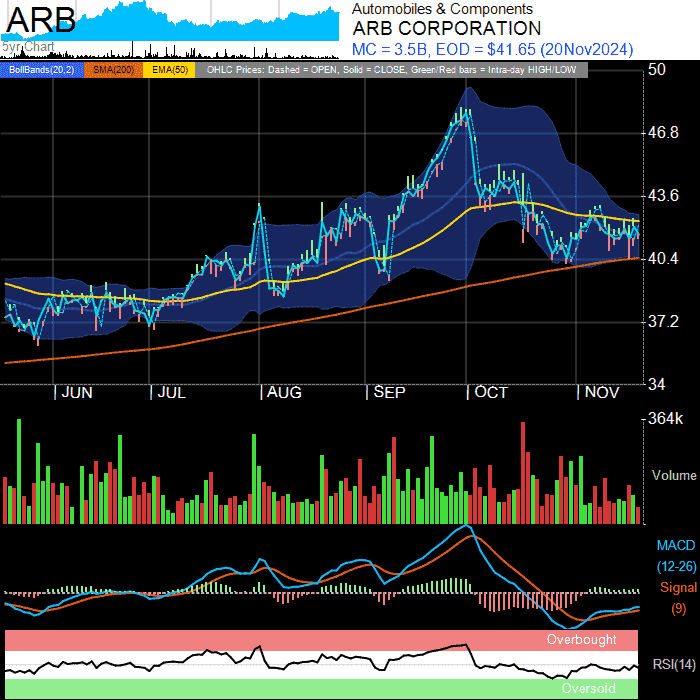 ARB
5yr Chart
Automobiles & Components
ARB CORPORATION
MC = 3.5B, EOD = $41.65 (20Nov2024)
BollBands(20,2) SMA(200) EMA(50) OHLC Prices: Dashed = OPEN, Solid = CLOSE, Green/Red bars = Intra-day HIGH/LOW
50
46.8
43.6
40.4
37.2
34
| JUN | JUL | AUG | SEP | OCT | NOV
364k
Volume
MACD
(12-26)
Signal
(9)
Overbought
RSI(14)
Oversold